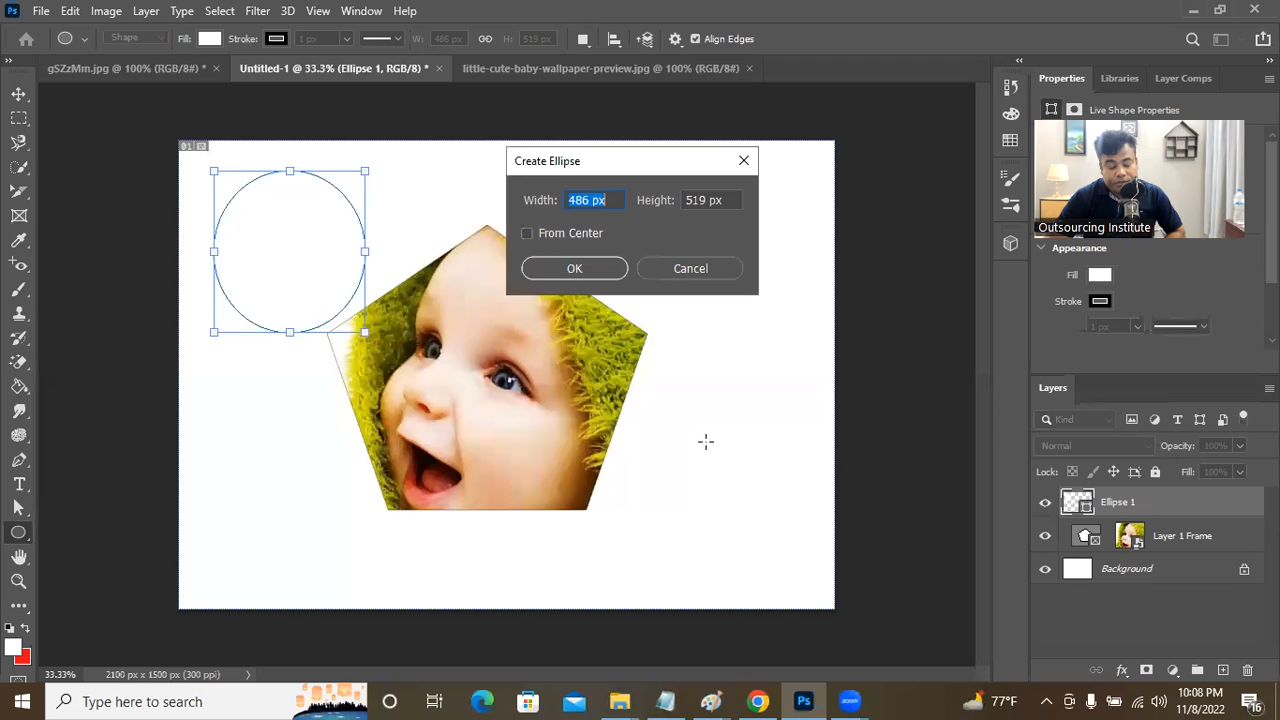 Ps File Edit Image Layer Type Select Filter 3D View Window Help
Shape Fill: Stroke: 1 px W: 486 px H: 519 px Align Edges
gSZzMm.jpg @ 100% (RGB/8#) * × Untitled-1 @ 33.3% (Ellipse 1, RGB/8) * × little-cute-baby-wallpaper-preview.jpg @ 100% (RGB/8#) ×
Properties Libraries Layer Comps
Live Shape Properties
01
Create Ellipse
Width: 486 px Height: 519 px
From Center
OK Cancel
Outsourcing Institute
Appearance
Fill
Stroke
1 px
Layers
Kind
Normal Opacity: 100%
Lock: Fill: 100%
Ellipse 1
Layer 1 Frame
Background
33.33% 2100 px x 1500 px (300 ppi)
Type here to search
zoom
77°F
10:08 PM
11/8/2022
16